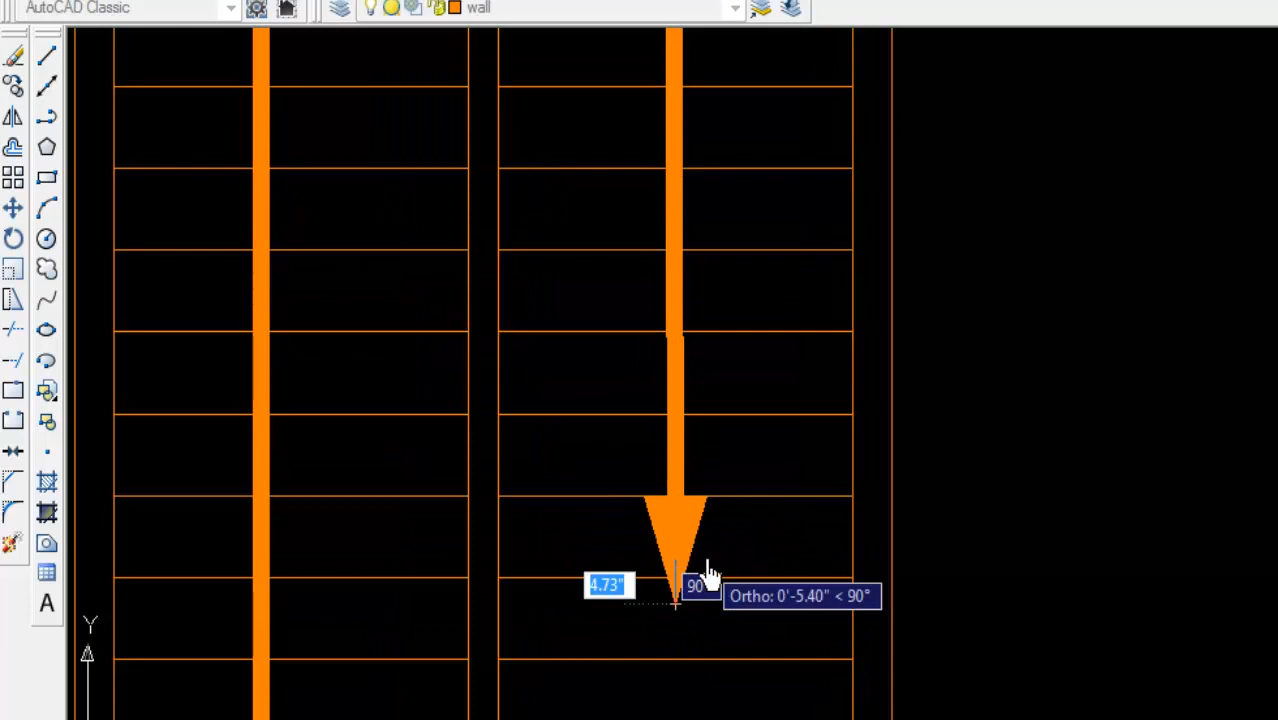 AutoCAD Classic
wall
4.73"
90°
Ortho: 0'-5.40" < 90°
A
Y